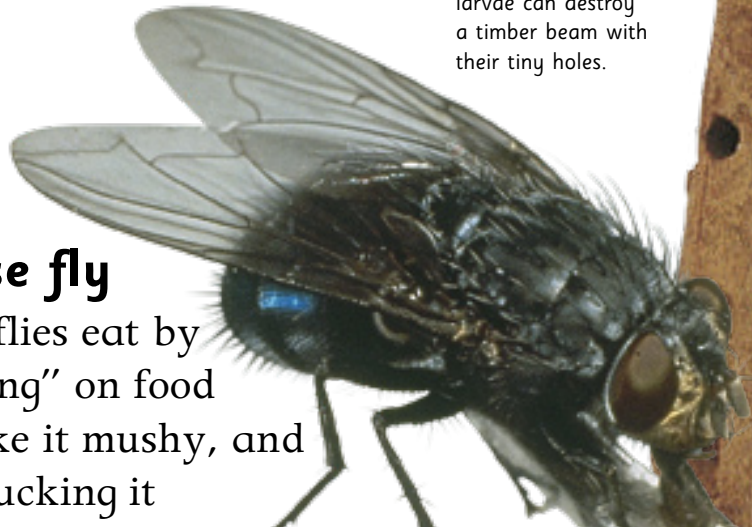 larvae can destroy
a timber beam with
their tiny holes.
se fly
flies eat by
ng” on food
ke it mushy, and
ucking it